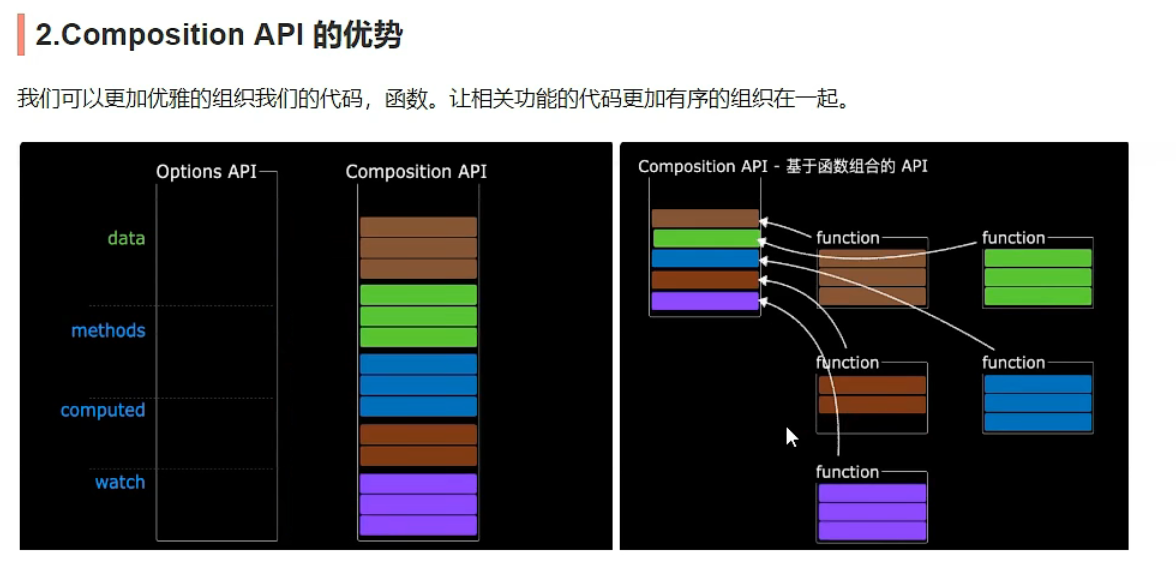 2.Composition API 的优势
我们可以更加优雅的组织我们的代码，函数。让相关功能的代码更加有序的组织在一起。
Options API
Composition API
data
methods
computed
watch
Composition API - 基于函数组合的 API
function
function
function
function
function